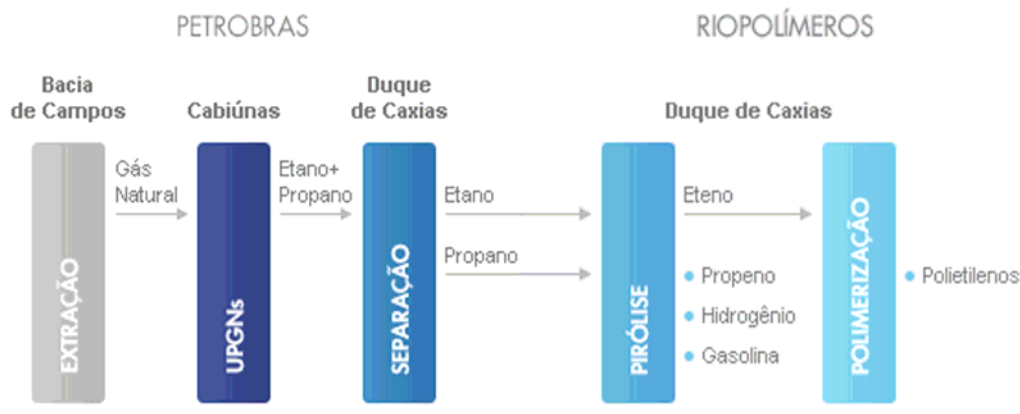 PETROBRAS
RIOPOLÍMEROS
Bacia
de Campos
Cabiúnas
Duque
de Caxias
Duque de Caxias
EXTRAÇÃO
Gás
Natural
UPGNs
Etano+
Propano
SEPARAÇÃO
Etano
Propano
PIRÓLISE
Eteno
• Propeno
• Hidrogênio
• Gasolina
POLIMERIZAÇÃO
• Polietilenos